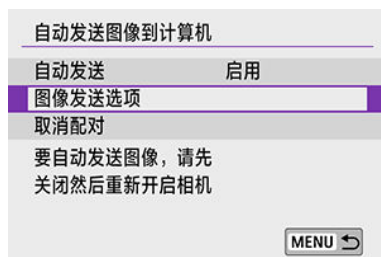 自动发送图像到计算机
自动发送 启用
图像发送选项
取消配对
要自动发送图像，请先
关闭然后重新开启相机
MENU